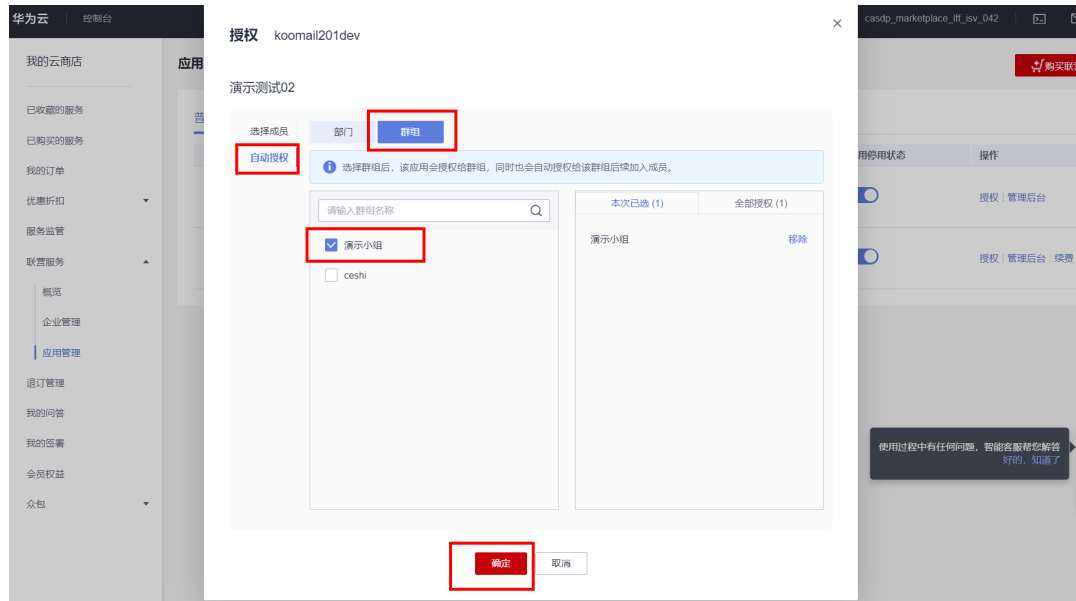 华为云 控制台 casdp_marketplace_lff_isv_042
授权 koomail201dev
我的云商店 应用 购买联
演示测试02
已收藏的服务 普
选择成员 部门 群组
已购买的服务
自动授权 选择群组后，该应用会授权给群组，同时也会自动授权给该群组后续加入成员。 用停用状态 操作
我的订单
优惠折扣 请输入群组名称 本次已选 (1) 全部授权 (1) 授权 管理后台
服务监管
演示小组 演示小组 移除
联营服务 授权 管理后台 续费
ceshi
概览
企业管理
应用管理
退订管理
我的问答
我的签署 使用过程中有任何问题，智能客服帮您解答
好的，知道了
会员权益
众包
确定 取消